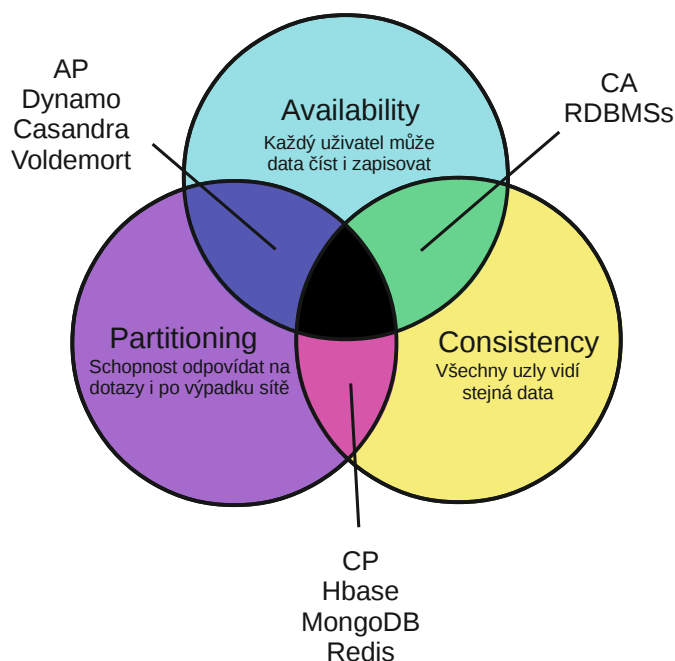 AP
Dynamo
Casandra
Voldemort
CA
RDBMSs
Availability
Každý uživatel může
data číst i zapisovat
Partitioning
Schopnost odpovídat na
dotazy i po výpadku sítě
Consistency
Všechny uzly vidí
stejná data
CP
Hbase
MongoDB
Redis